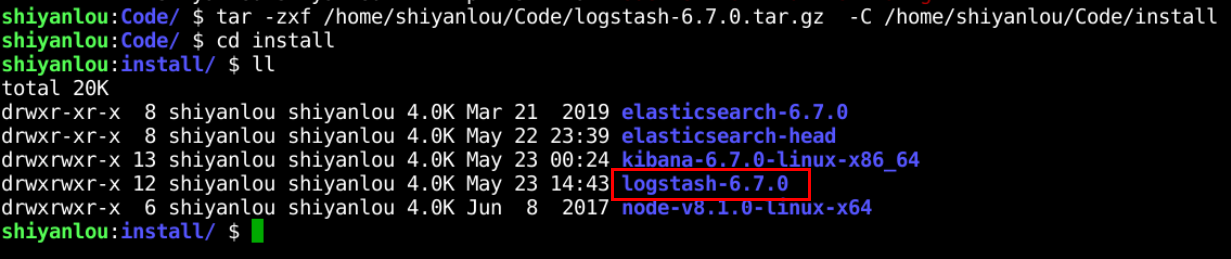 shiyanlou:Code/ $ tar -zxf /home/shiyanlou/Code/logstash-6.7.0.tar.gz  -C /home/shiyanlou/Code/install
shiyanlou:Code/ $ cd install
shiyanlou:install/ $ ll
total 20K
drwxr-xr-x  8 shiyanlou shiyanlou 4.0K Mar 21  2019 elasticsearch-6.7.0
drwxr-xr-x  8 shiyanlou shiyanlou 4.0K May 22 23:39 elasticsearch-head
drwxrwxr-x 13 shiyanlou shiyanlou 4.0K May 23 00:24 kibana-6.7.0-linux-x86_64
drwxrwxr-x 12 shiyanlou shiyanlou 4.0K May 23 14:43 logstash-6.7.0
drwxrwxr-x  6 shiyanlou shiyanlou 4.0K Jun  8  2017 node-v8.1.0-linux-x64
shiyanlou:install/ $